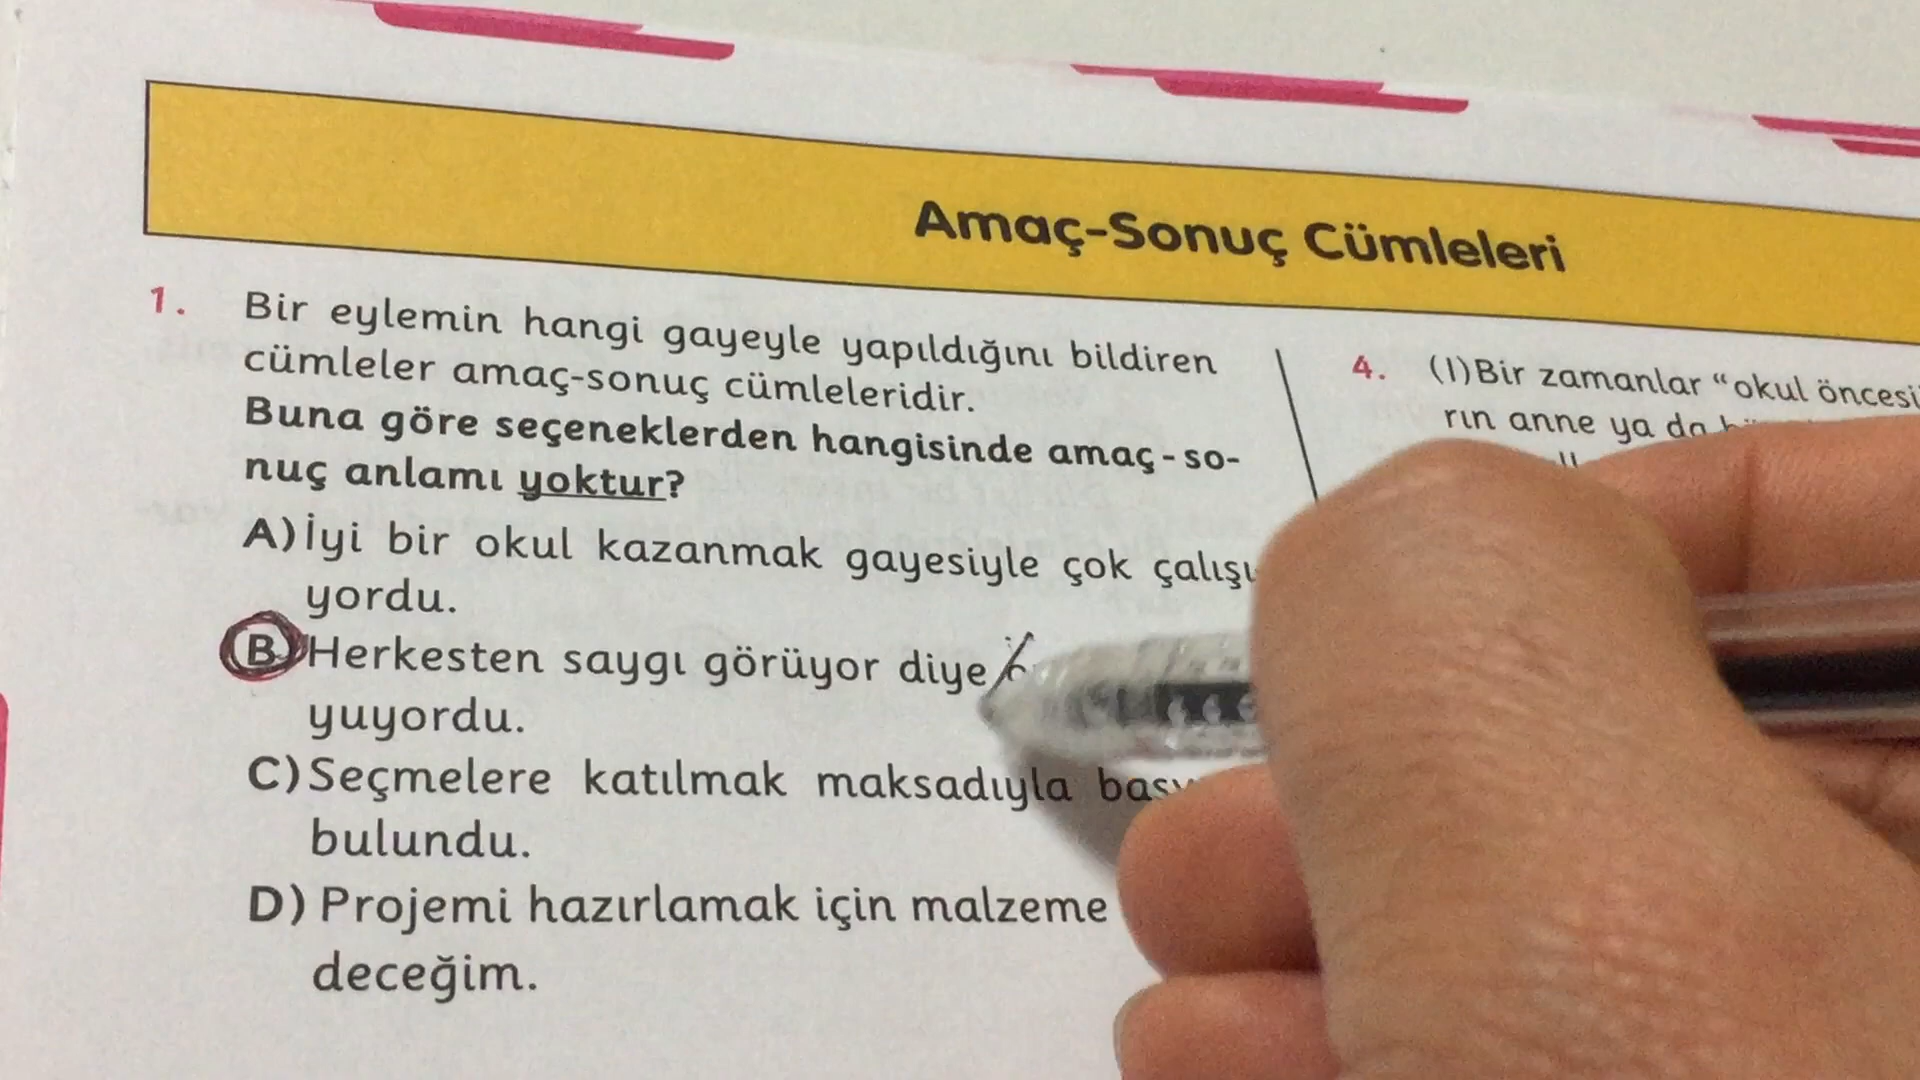 Amaç-Sonuç Cümleleri
1. Bir eylemin hangi gayeyle yapıldığını bildiren
cümleler amaç-sonuç cümleleridir.
Buna göre seçeneklerden hangisinde amaç-so-
nuç anlamı yoktur?
A) İyi bir okul kazanmak gayesiyle çok çalışı
yordu.
B) Herkesten saygı görüyor diye
yuyordu.
C) Seçmelere katılmak maksadıyla
bulundu.
D) Projemi hazırlamak için malzeme
deceğim.
4. (I) Bir zamanlar “okul öncesi
rın anne ya da